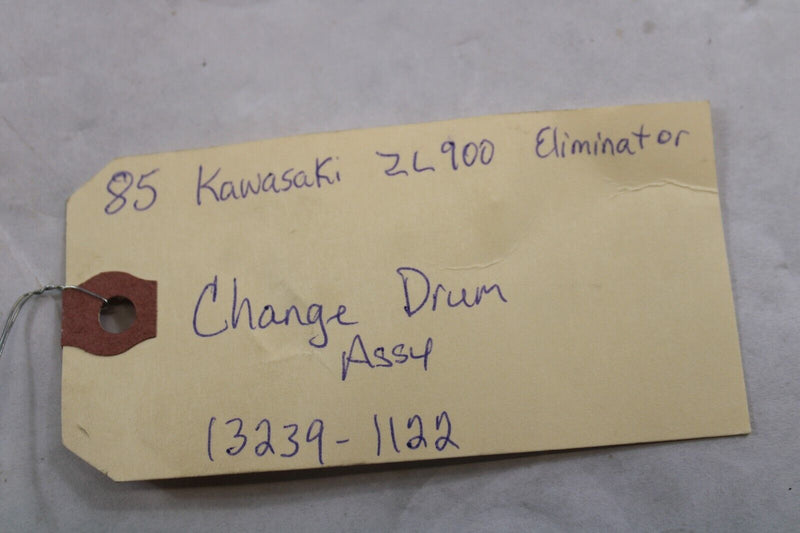 85 Kawasaki ZL900 Eliminator
Change Drum
Assy
13239-1122